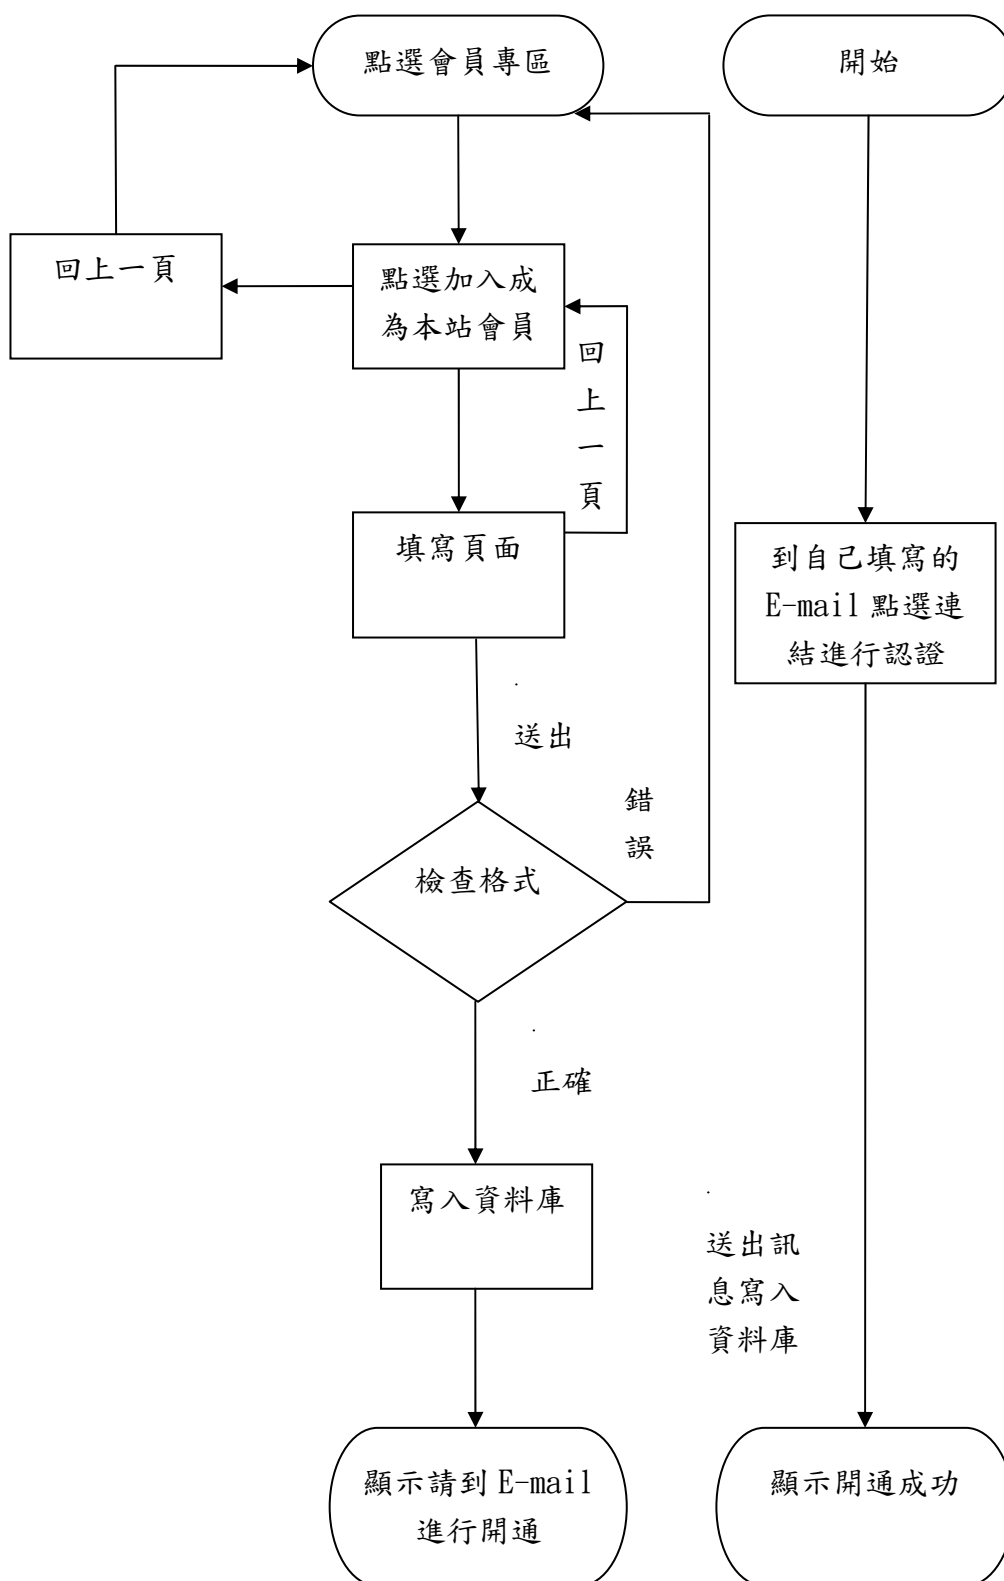 點選會員專區
開始
回上一頁
點選加入成
為本站會員
回
上
一
頁
填寫頁面
到自己填寫的
E-mail 點選連
結進行認證
送出
錯
誤
檢查格式
正確
寫入資料庫
送出訊
息寫入
資料庫
顯示請到 E-mail
進行開通
顯示開通成功